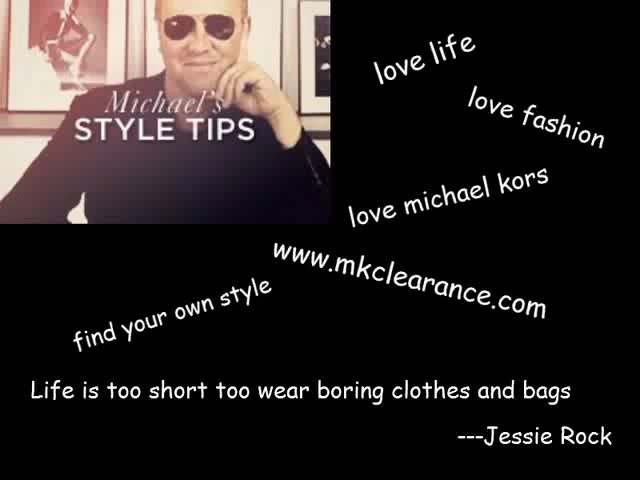 Michael's
STYLE TIPS
love life
love fashion
love michael kors
www.mkclearance.com
find your own style
Life is too short too wear boring clothes and bags
---Jessie Rock